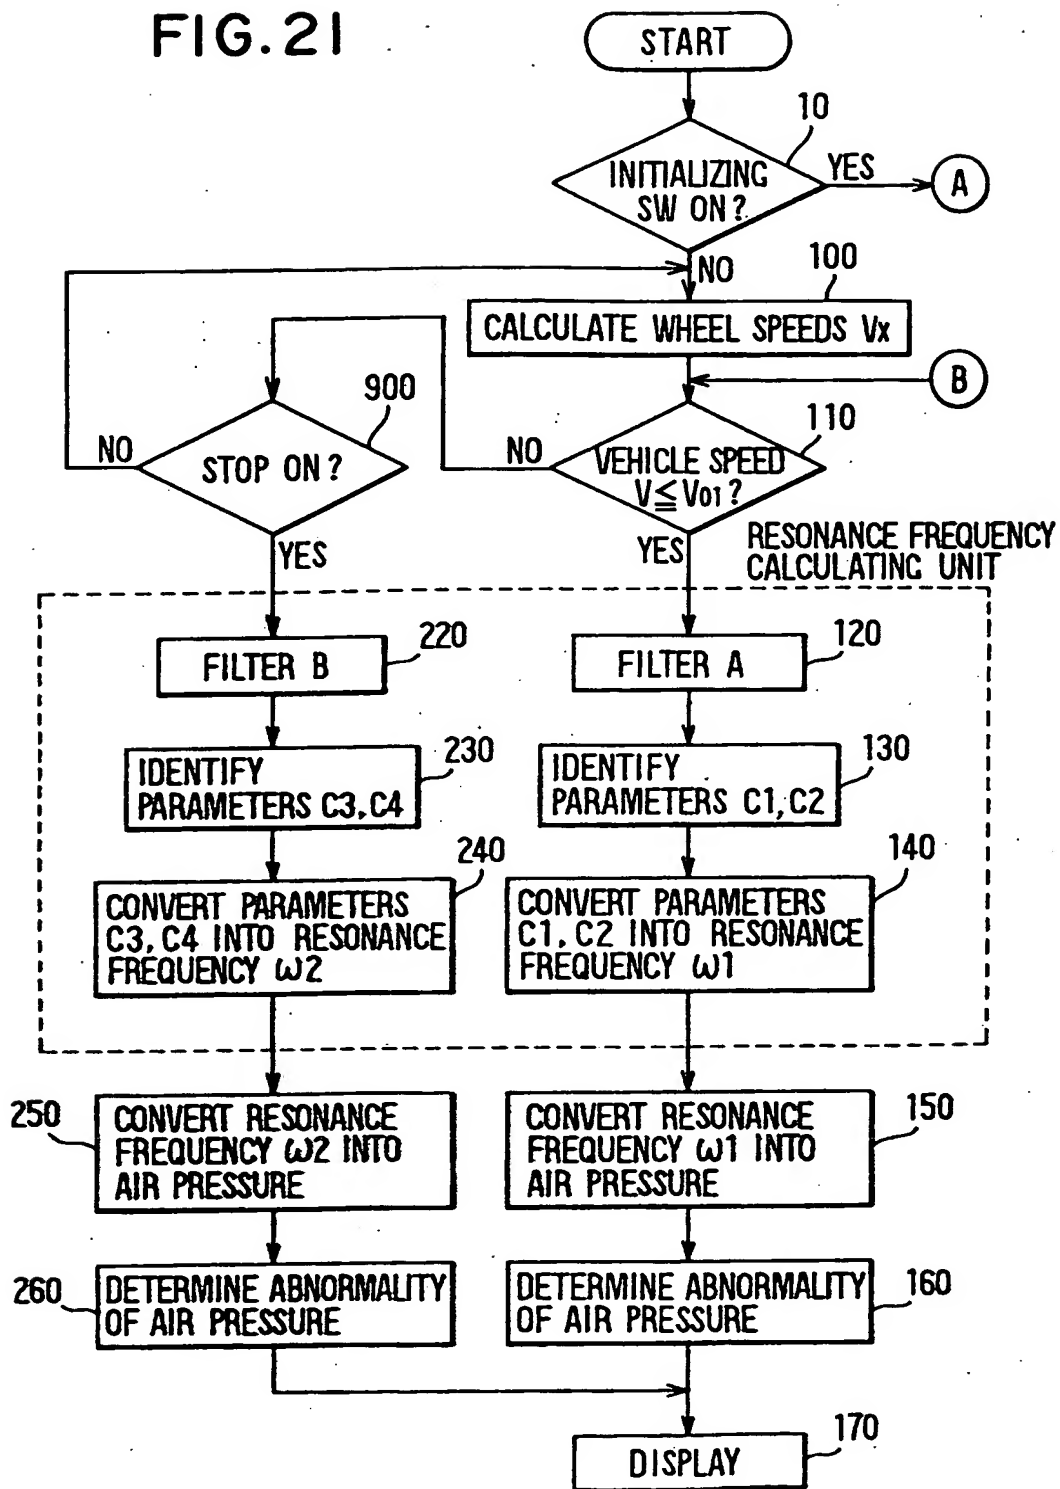 FIG.21
START
10
INITIALIZING
SW ON?
YES
A
NO
100
CALCULATE WHEEL SPEEDS Vx
B
900
STOP ON?
NO
YES
110
VEHICLE SPEED
V≦V01?
NO
YES
RESONANCE FREQUENCY
CALCULATING UNIT
FILTER B
220
FILTER A
120
IDENTIFY
PARAMETERS C3,C4
230
IDENTIFY
PARAMETERS C1,C2
130
CONVERT PARAMETERS
C3,C4 INTO RESONANCE
FREQUENCY ω2
240
CONVERT PARAMETERS
C1,C2 INTO RESONANCE
FREQUENCY ω1
140
250
CONVERT RESONANCE
FREQUENCY ω2 INTO
AIR PRESSURE
CONVERT RESONANCE
FREQUENCY ω1 INTO
AIR PRESSURE
150
260
DETERMINE ABNORMALITY
OF AIR PRESSURE
DETERMINE ABNORMALITY
OF AIR PRESSURE
160
DISPLAY
170